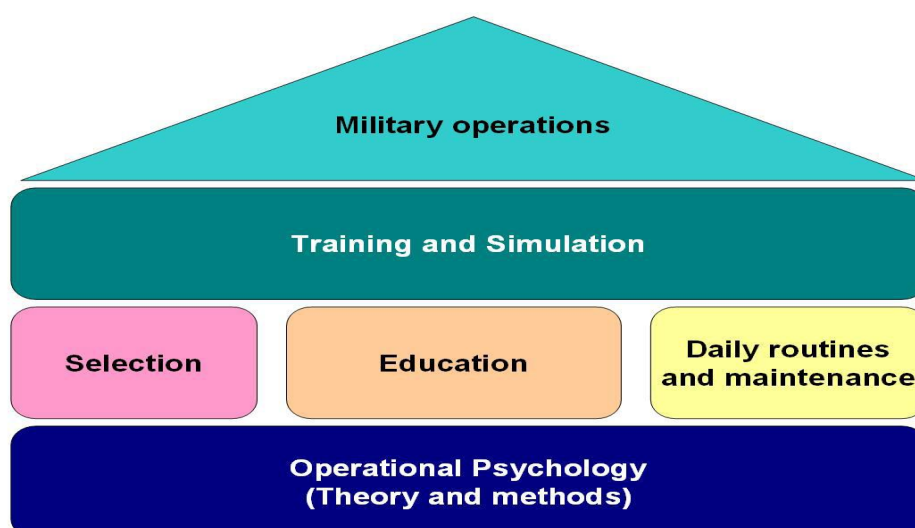 Military operations
Training and Simulation
Selection
Education
Daily routines
and maintenance
Operational Psychology
(Theory and methods)